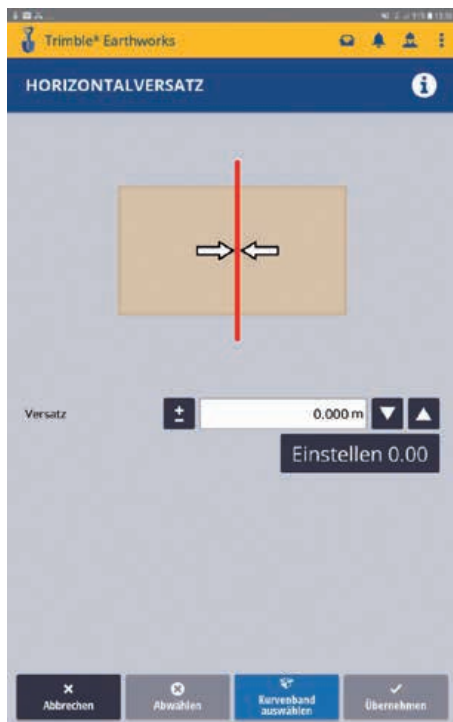 Trimble® Earthworks
HORIZONTALVERSATZ
Versatz
±
0.000 m
Einstellen 0.00
Abbrechen
Abwählen
Kurvenband
auswählen
Übernehmen